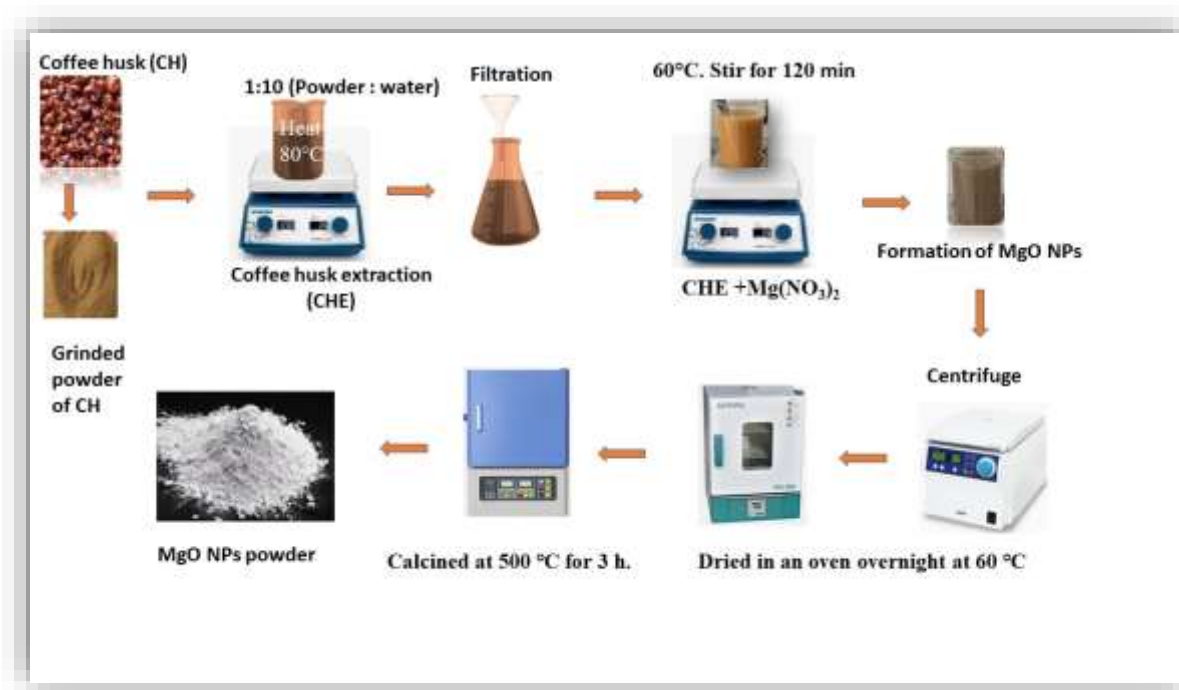 Coffee husk (CH)
1:10 (Powder : water)
Heat
80°C
Filtration
60°C. Stir for 120 min
Coffee husk extraction
(CHE)
CHE +Mg(NO₃)₂
Formation of MgO NPs
Grinded
powder
of CH
Centrifuge
MgO NPs powder
Calcined at 500 °C for 3 h.
Dried in an oven overnight at 60 °C